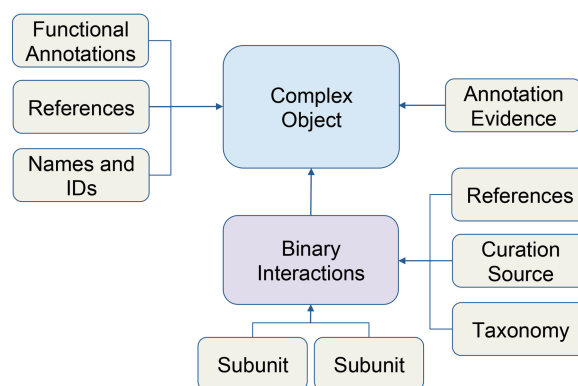 Functional
Annotations
References
Names and
IDs
Complex
Object
Annotation
Evidence
Binary
Interactions
References
Curation
Source
Taxonomy
Subunit
Subunit